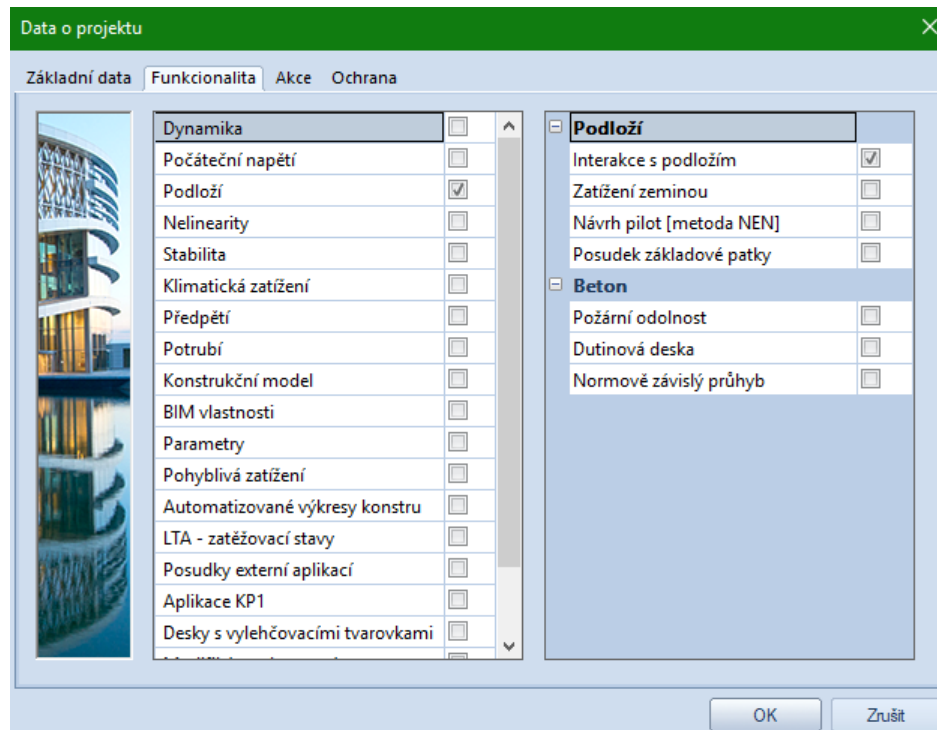 Data o projektu
Základní data Funkcionalita Akce Ochrana
Dynamika
Počáteční napětí
Podloží
Nelinearity
Stabilita
Klimatická zatížení
Předpětí
Potrubí
Konstrukční model
BIM vlastnosti
Parametry
Pohyblivá zatížení
Automatizované výkresy konstru
LTA - zatěžovací stavy
Posudky externí aplikací
Aplikace KP1
Desky s vylehčovacími tvarovkami
Podloží
Interakce s podložím
Zatížení zeminou
Návrh pilot [metoda NEN]
Posudek základové patky
Beton
Požární odolnost
Dutinová deska
Normově závislý průhyb
OK Zrušit